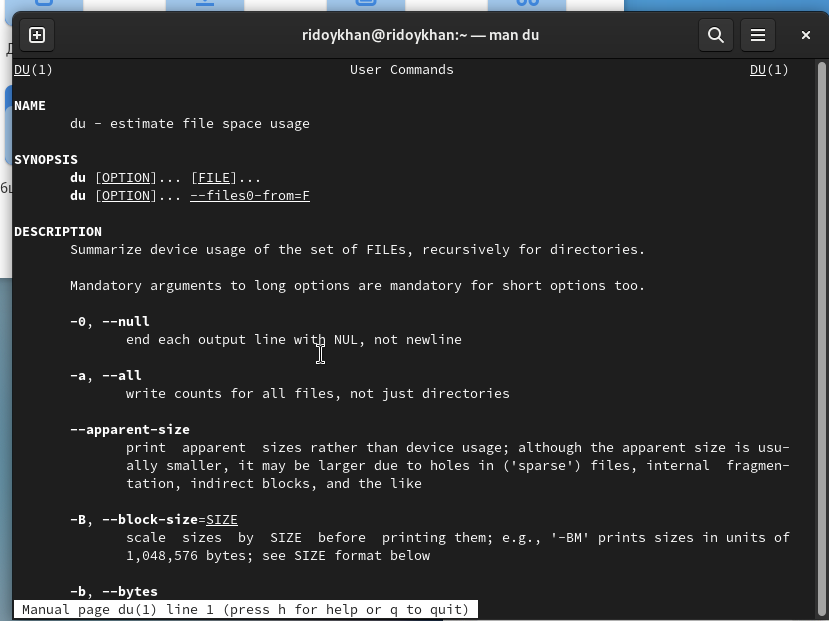 ridoykhan@ridoykhan:~ — man du
DU(1) User Commands DU(1)
NAME
du - estimate file space usage
SYNOPSIS
du [OPTION]... [FILE]...
du [OPTION]... --files0-from=F
DESCRIPTION
Summarize device usage of the set of FILEs, recursively for directories.
Mandatory arguments to long options are mandatory for short options too.
-0, --null
end each output line with NUL, not newline
-a, --all
write counts for all files, not just directories
--apparent-size
print apparent sizes rather than device usage; although the apparent size is usu-
ally smaller, it may be larger due to holes in ('sparse') files, internal fragmen-
tation, indirect blocks, and the like
-B, --block-size=SIZE
scale sizes by SIZE before printing them; e.g., '-BM' prints sizes in units of
1,048,576 bytes; see SIZE format below
-b, --bytes
Manual page du(1) line 1 (press h for help or q to quit)